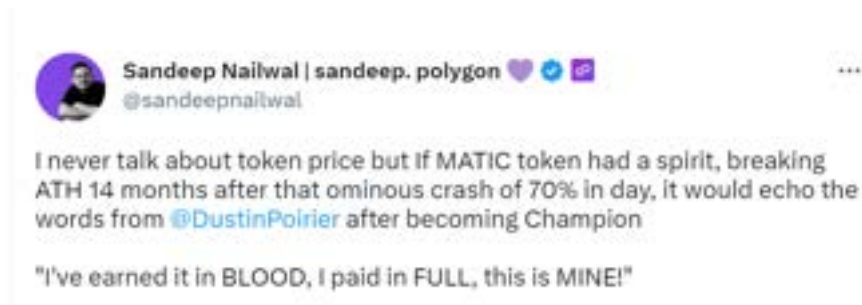 Sandeep Nailwal | sandeep. polygon 💜
@sandeepnailwal
I never talk about token price but If MATIC token had a spirit, breaking
ATH 14 months after that ominous crash of 70% in day, it would echo the
words from @DustinPoirier after becoming Champion
"I've earned it in BLOOD, I paid in FULL, this is MINE!"